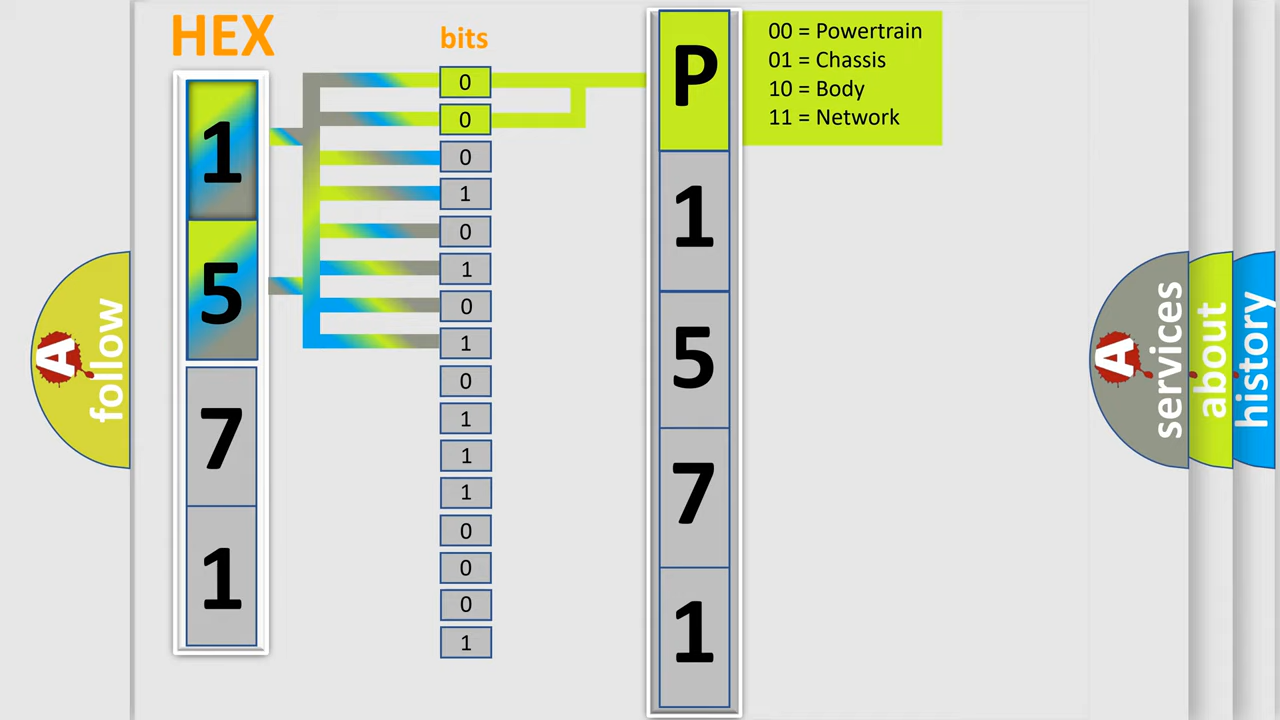 HEX
bits
1
5
7
1
0
0
0
1
0
1
0
1
0
1
1
1
0
0
0
1
P
1
5
7
1
00 = Powertrain
01 = Chassis
10 = Body
11 = Network
A
follow
A
services
about
history